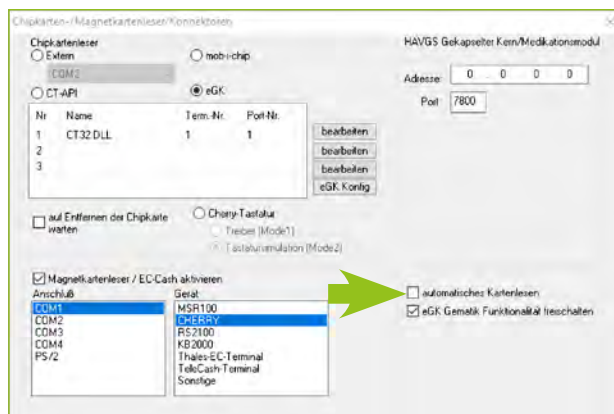 Chipkarten-/Magnetkartenleser/Konnektoren
Chipkartenleser
Extern
mob-i-chip
COM2
CT-API
eGK
Nr Name Term.-Nr. Port-Nr.
1 CT32.DLL 1 1
2
3
bearbeiten
bearbeiten
bearbeiten
eGK Konfig
auf Entfernen der Chipkarte
warten
Cherry-Tastatur
Treiber (Mode1)
Tastatursimulation (Mode2)
HAVGS Gekapselter Kern/Medikationsmodul
Adresse: 0 . 0 . 0 . 0
Port 7800
Magnetkartenleser / EC-Cash aktivieren
Anschluß
COM1
COM2
COM3
COM4
PS/2
Gerät
MSR100
CHERRY
RS2100
KB2000
Thales-EC-Terminal
TeleCash-Terminal
Sonstige
automatisches Kartenlesen
eGK Gematik Funktionalität freischalten